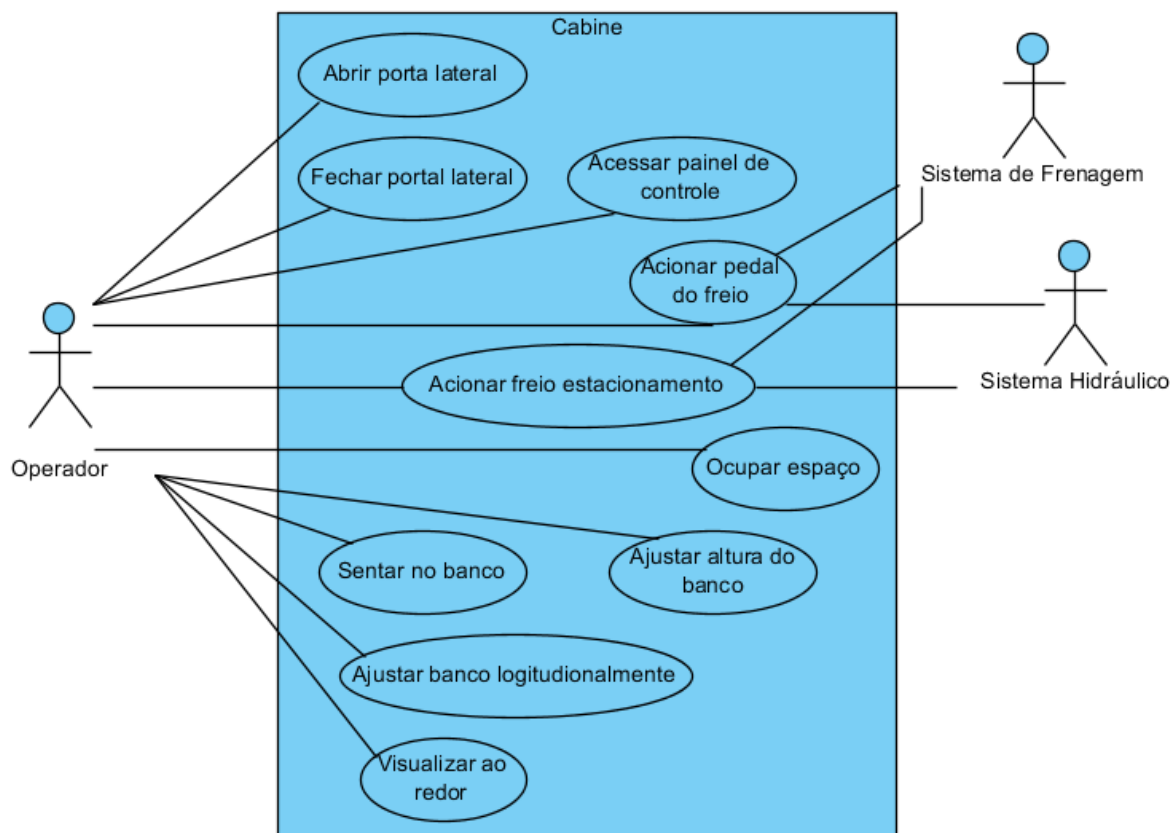 Cabine
Abrir porta lateral
Fechar portal lateral
Acessar painel de
controle
Sistema de Frenagem
Acionar pedal
do freio
Sistema Hidráulico
Acionar freio estacionamento
Operador
Ocupar espaço
Sentar no banco
Ajustar altura do
banco
Ajustar banco logitudionalmente
Visualizar ao
redor